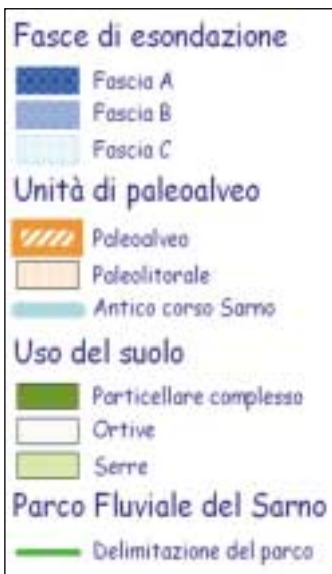 Fasce di esondazione
Fascia A
Fascia B
Fascia C
Unità di paleoalveo
Paleoalveo
Paleolitorale
Antico corso Sarno
Uso del suolo
Particellare complesso
Ortive
Serre
Parco Fluviale del Sarno
Delimitazione del parco